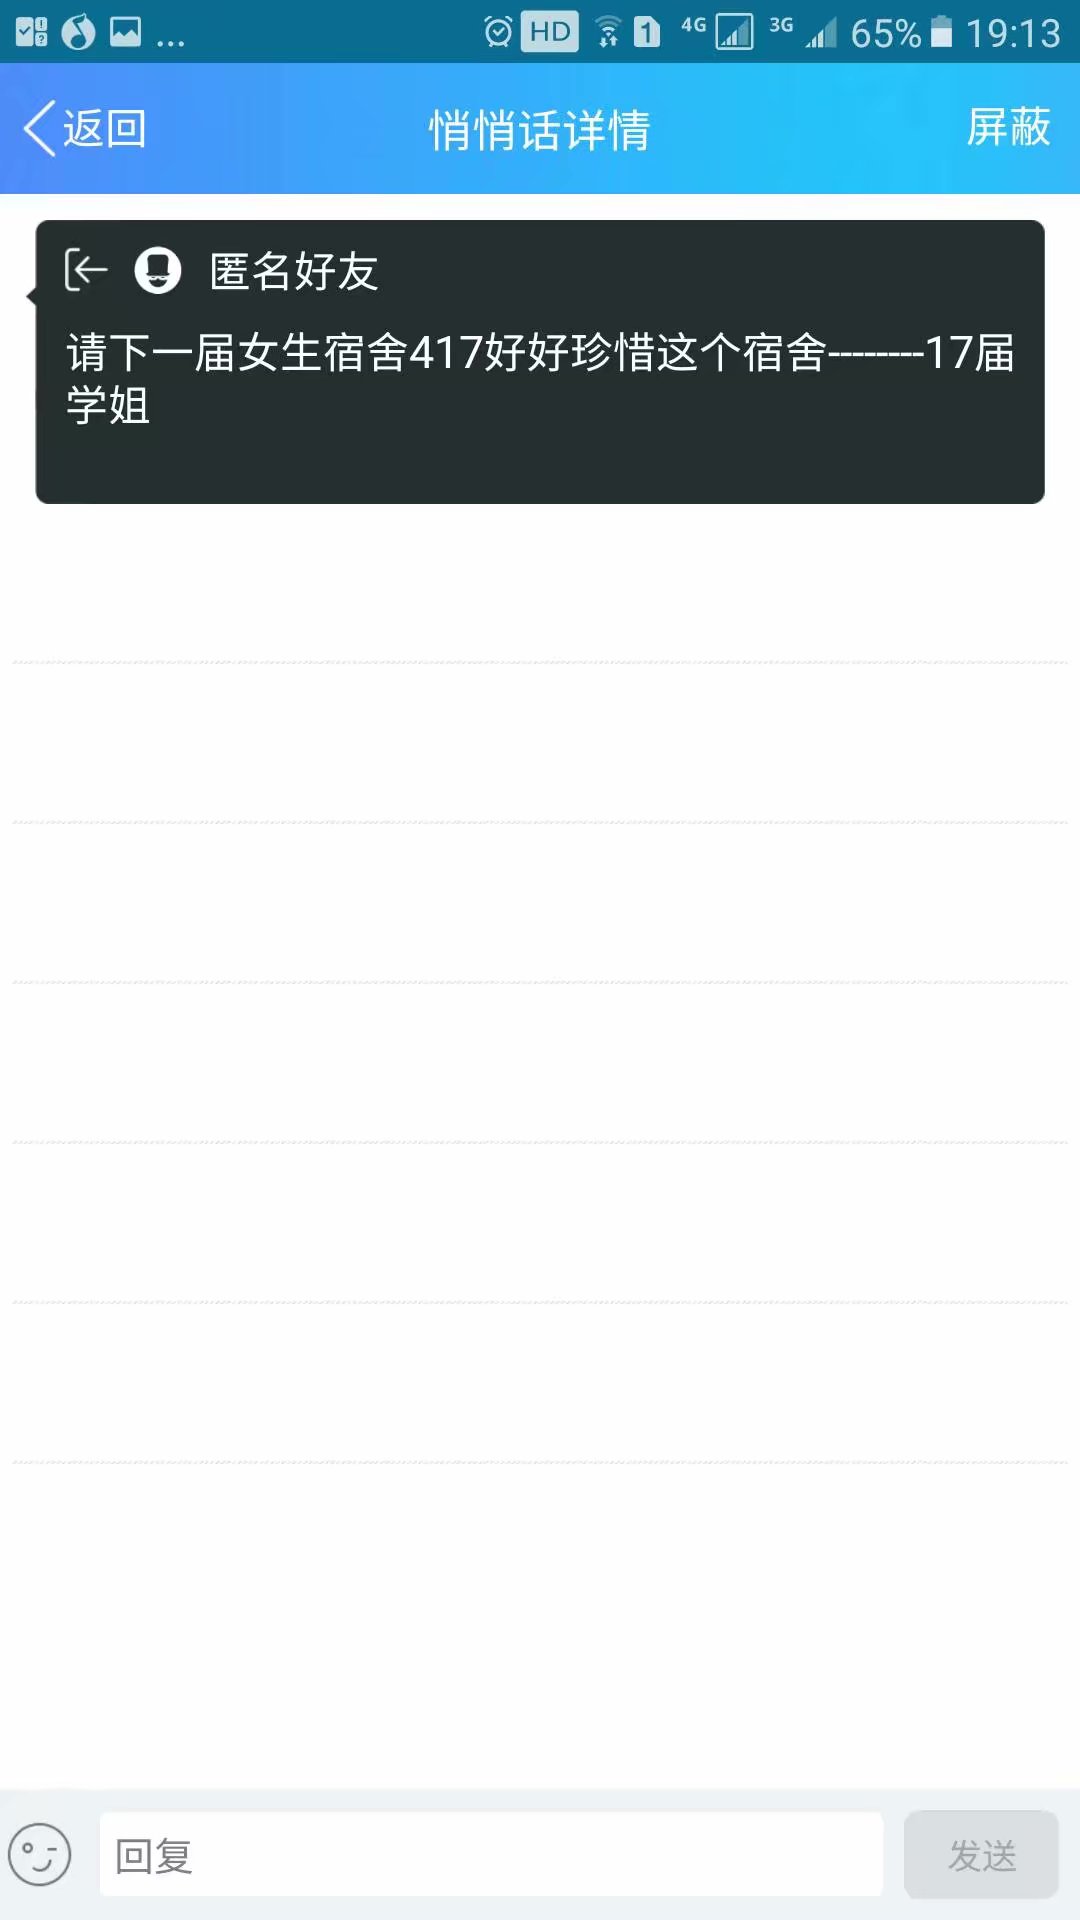 ... HD 1 4G 3G 65% 19:13
返回 悄悄话详情 屏蔽
匿名好友
请下一届女生宿舍417好好珍惜这个宿舍--------17届
学姐
回复 发送